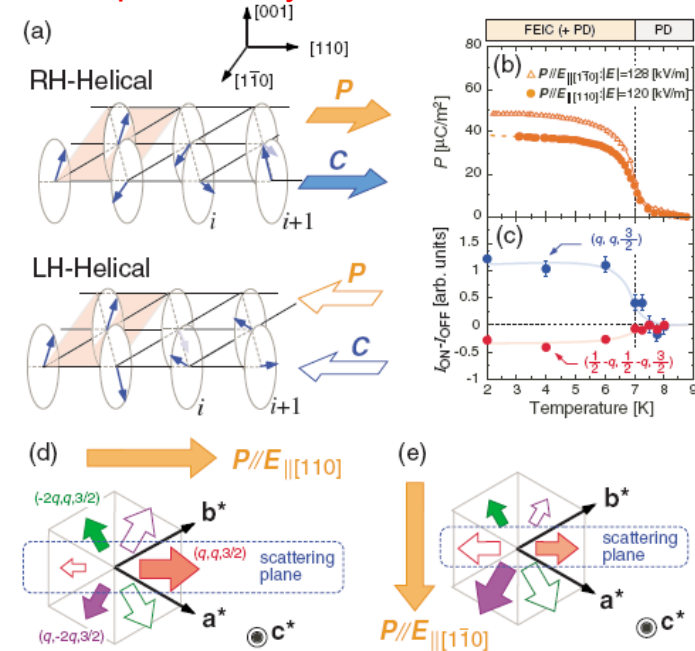 (a)
[001]
[110]
[11̄0]
RH-Helical
P
C
i
i+1
LH-Helical
P
C
i
i+1
FEIC (+ PD)
PD
(b)
P//E||[11̄0]:|E|=128 [kV/m]
P//E||[110]:|E|=120 [kV/m]
P [μC/m²]
80
60
40
20
0
(c)
(q, q, 3/2)
(1/2-q, 1/2-q, 3/2)
I_ON-I_OFF [arb. units]
1.5
1
0.5
0
-0.5
-1
2
3
4
5
6
7
8
9
Temperature [K]
(d)
P//E||[110]
(-2q,q,3/2)
b*
(q,q,3/2)
scattering
plane
a*
(q,-2q,3/2)
c*
(e)
b*
scattering
plane
a*
P//E||[11̄0]
c*